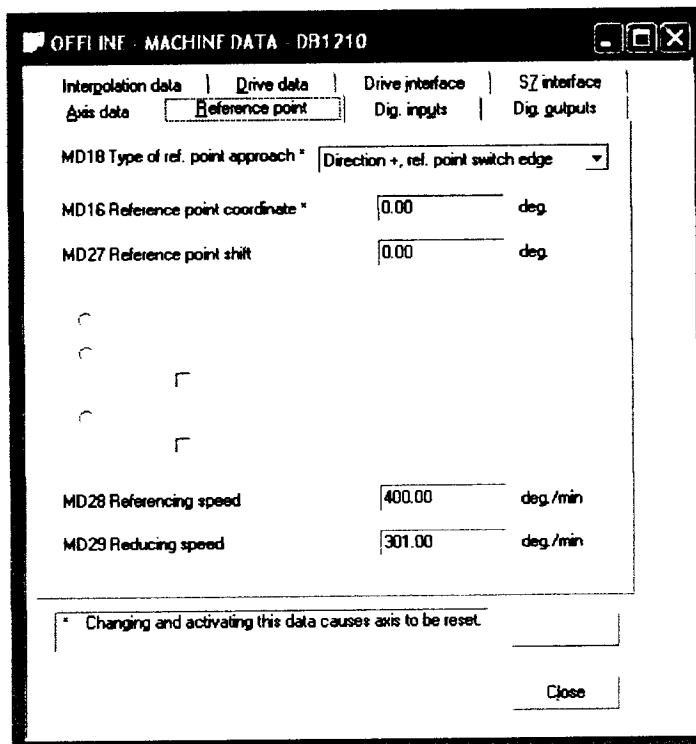 OFFLINE - MACHINE DATA - DB1210
Interpolation data Drive data Drive interface S7 interface
Axis data Reference point Dig. inputs Dig. outputs
MD18 Type of ref. point approach * Direction +, ref. point switch edge
MD16 Reference point coordinate * 0.00 deg.
MD27 Reference point shift 0.00 deg.
MD28 Referencing speed 400.00 deg./min
MD29 Reducing speed 301.00 deg./min
* Changing and activating this data causes axis to be reset.
Close